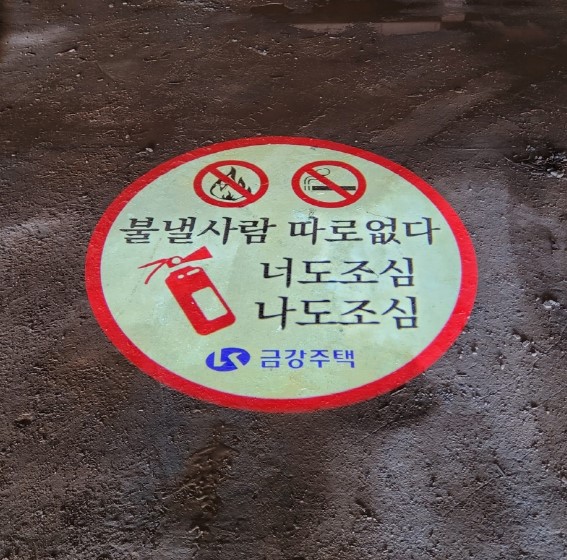 불낼사람 따로없다
너도조심
나도조심
금강주택